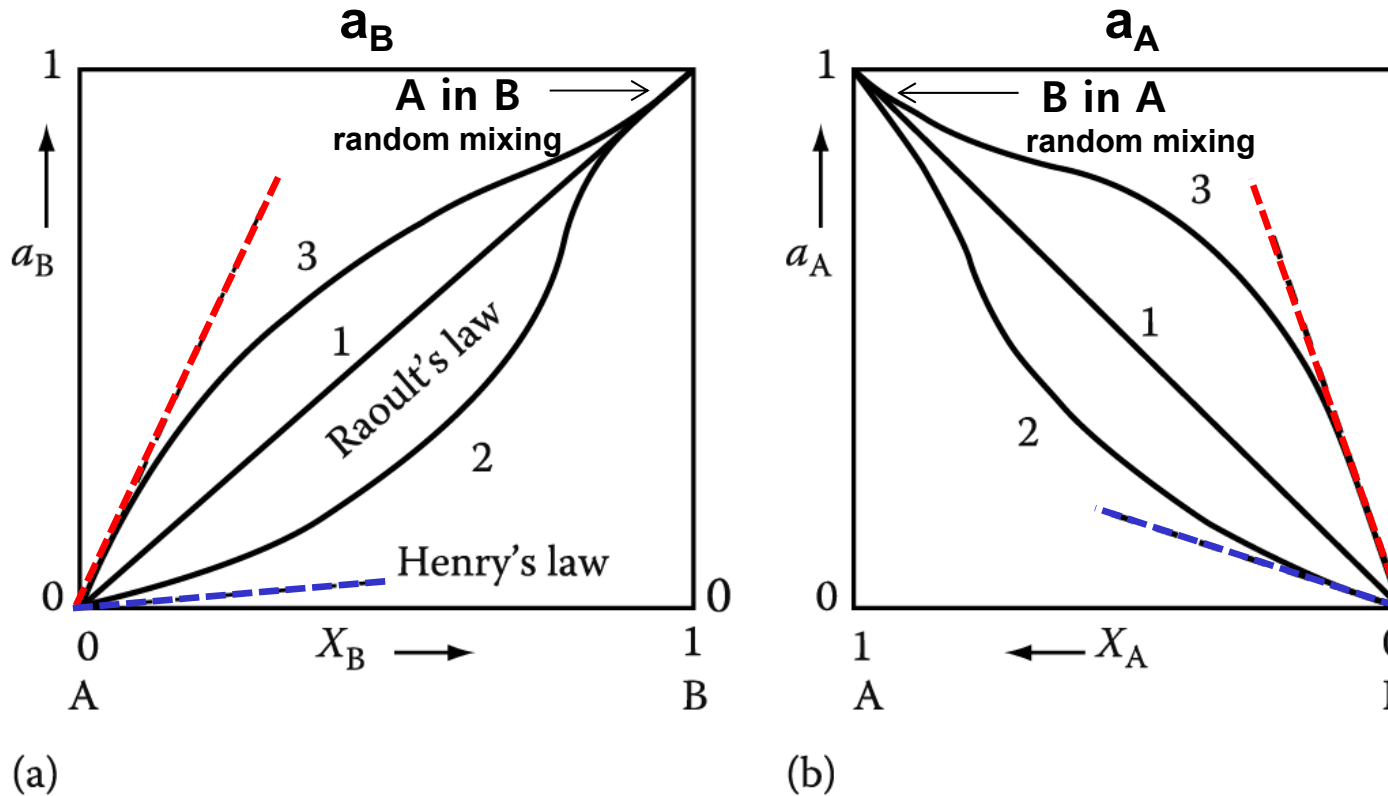 aB
1
A in B
random mixing
aB
3
1
Raoult's law
2
Henry's law
0
0
0
XB
1
A
B
(a)
aA
1
B in A
random mixing
aA
3
1
2
0
1
XA
A
(b)